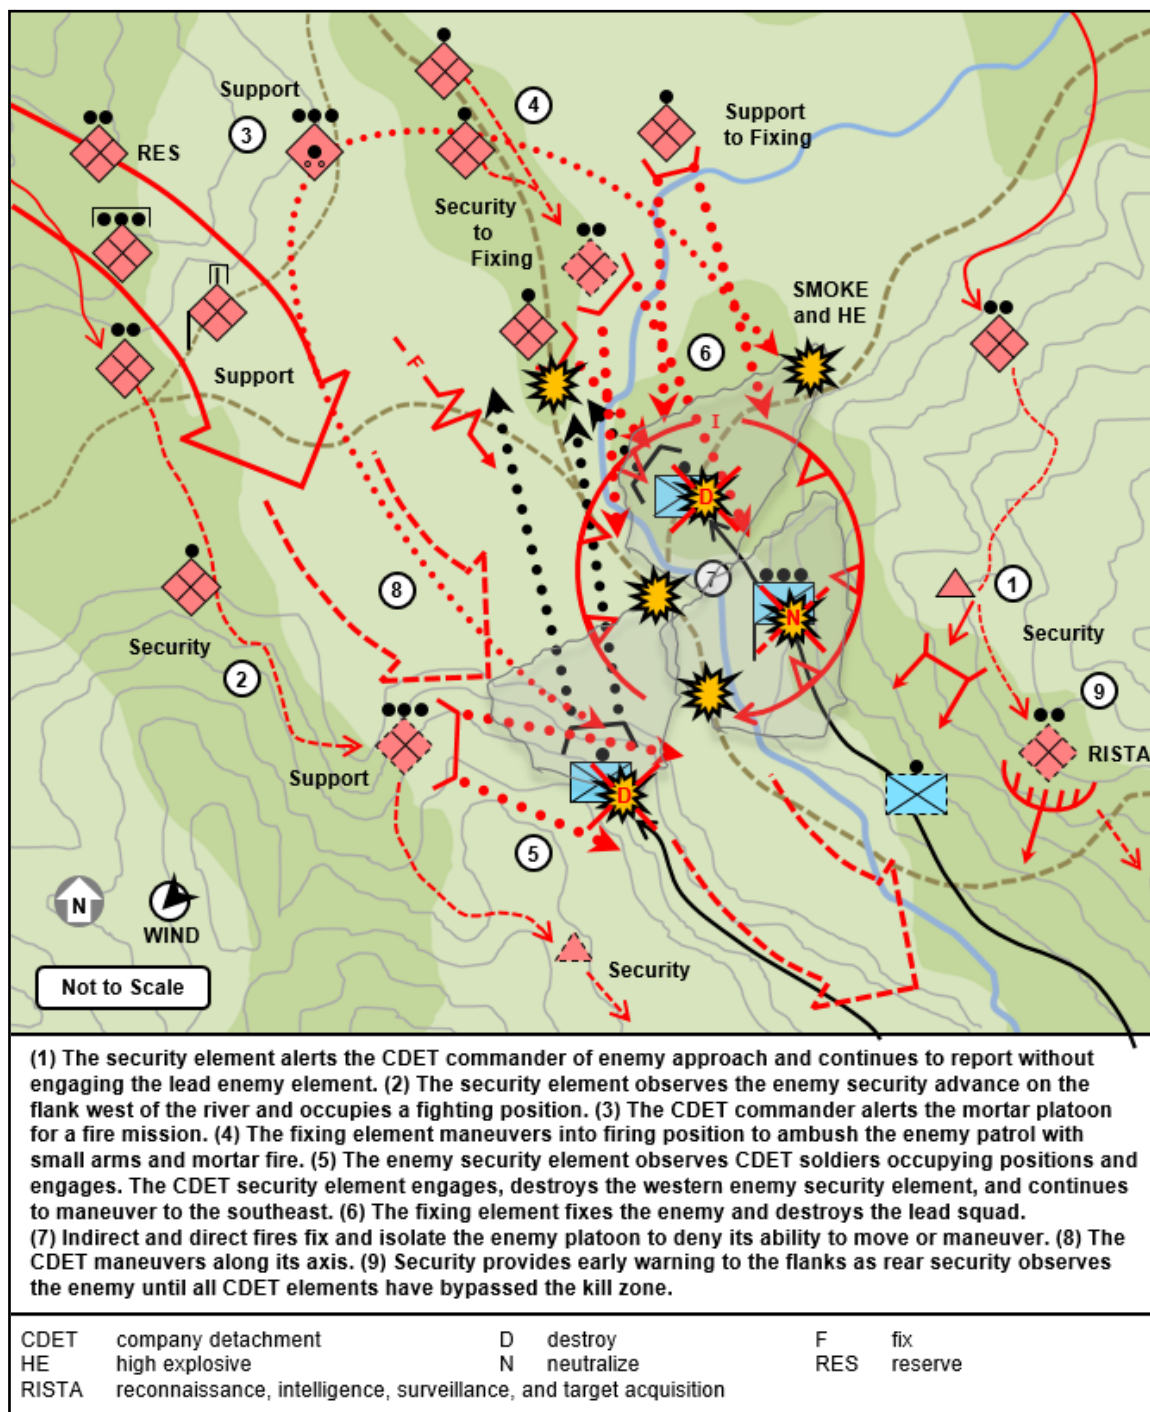 Support
3
4
RES
Support
to Fixing
Security
to
Fixing
SMOKE
and HE
6
Support
F
I
D
7
8
N
1
Security
Security
2
9
RISTA
Support
D
5
N
WIND
Security
Not to Scale
(1) The security element alerts the CDET commander of enemy approach and continues to report without
engaging the lead enemy element. (2) The security element observes the enemy security advance on the
flank west of the river and occupies a fighting position. (3) The CDET commander alerts the mortar platoon
for a fire mission. (4) The fixing element maneuvers into firing position to ambush the enemy patrol with
small arms and mortar fire. (5) The enemy security element observes CDET soldiers occupying positions and
engages. The CDET security element engages, destroys the western enemy security element, and continues
to maneuver to the southeast. (6) The fixing element fixes the enemy and destroys the lead squad.
(7) Indirect and direct fires fix and isolate the enemy platoon to deny its ability to move or maneuver. (8) The
CDET maneuvers along its axis. (9) Security provides early warning to the flanks as rear security observes
the enemy until all CDET elements have bypassed the kill zone.
CDET company detachment D destroy F fix
HE high explosive N neutralize RES reserve
RISTA reconnaissance, intelligence, surveillance, and target acquisition